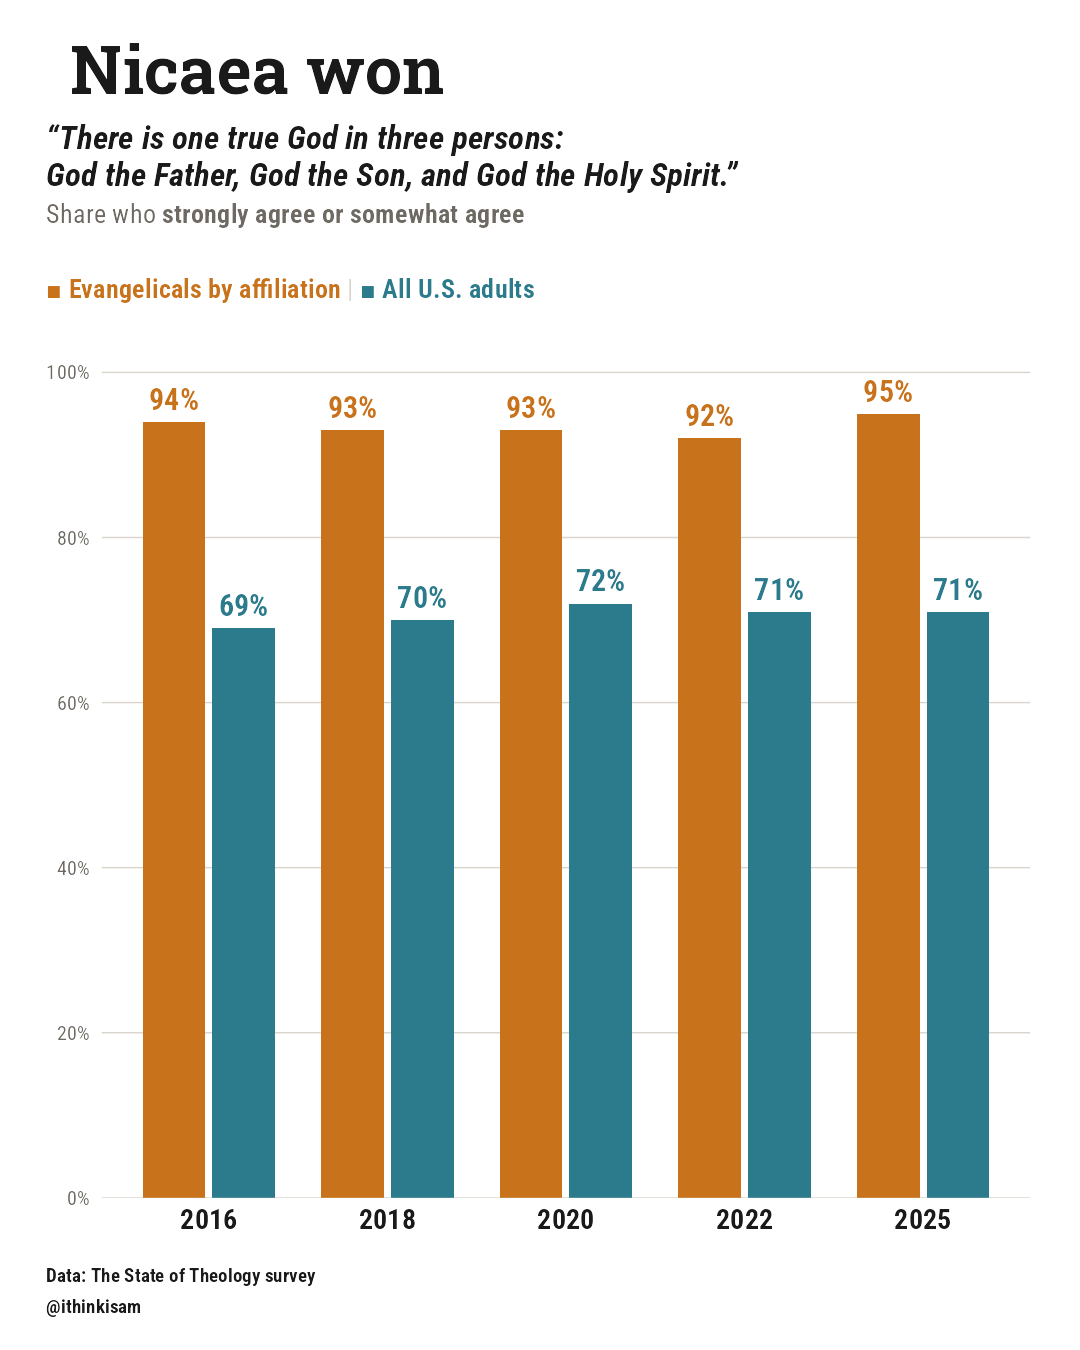 Nicaea won
“There is one true God in three persons:
God the Father, God the Son, and God the Holy Spirit.”
Share who strongly agree or somewhat agree
■ Evangelicals by affiliation | ■ All U.S. adults
100%
94%
93%
93%
92%
95%
80%
69%
70%
72%
71%
71%
60%
40%
20%
0%
2016 2018 2020 2022 2025
Data: The State of Theology survey
@ithinkisam